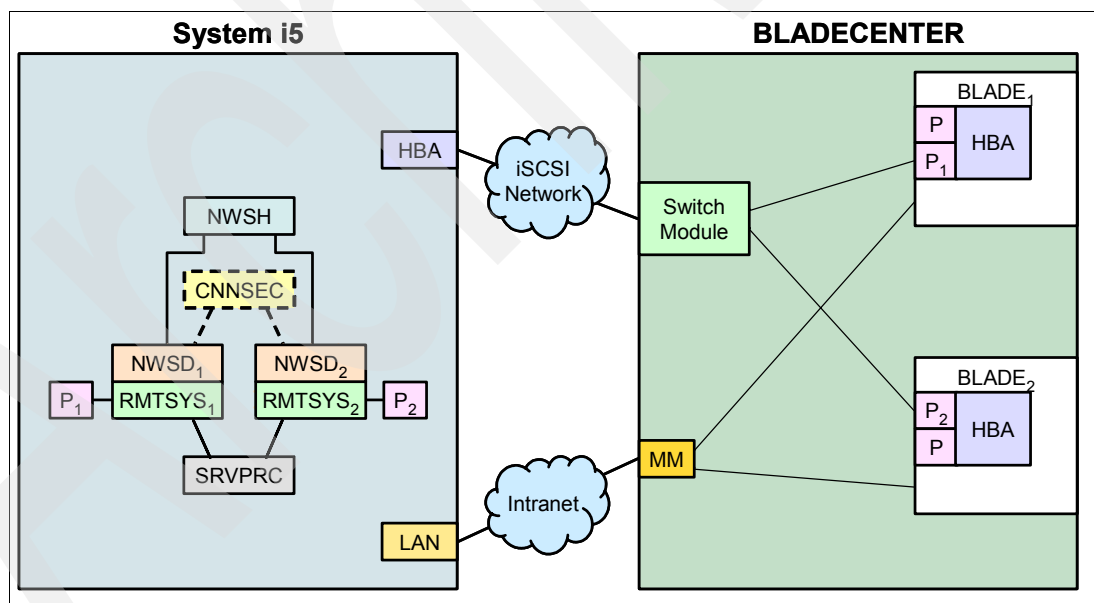 System i5
HBA
NWSH
CNNSEC
NWSD1
NWSD2
P1
RMTSYS1
RMTSYS2
P2
SRVPRC
LAN
iSCSI
Network
Intranet
BLADECENTER
Switch
Module
MM
BLADE1
P
HBA
P1
BLADE2
P2
HBA
P